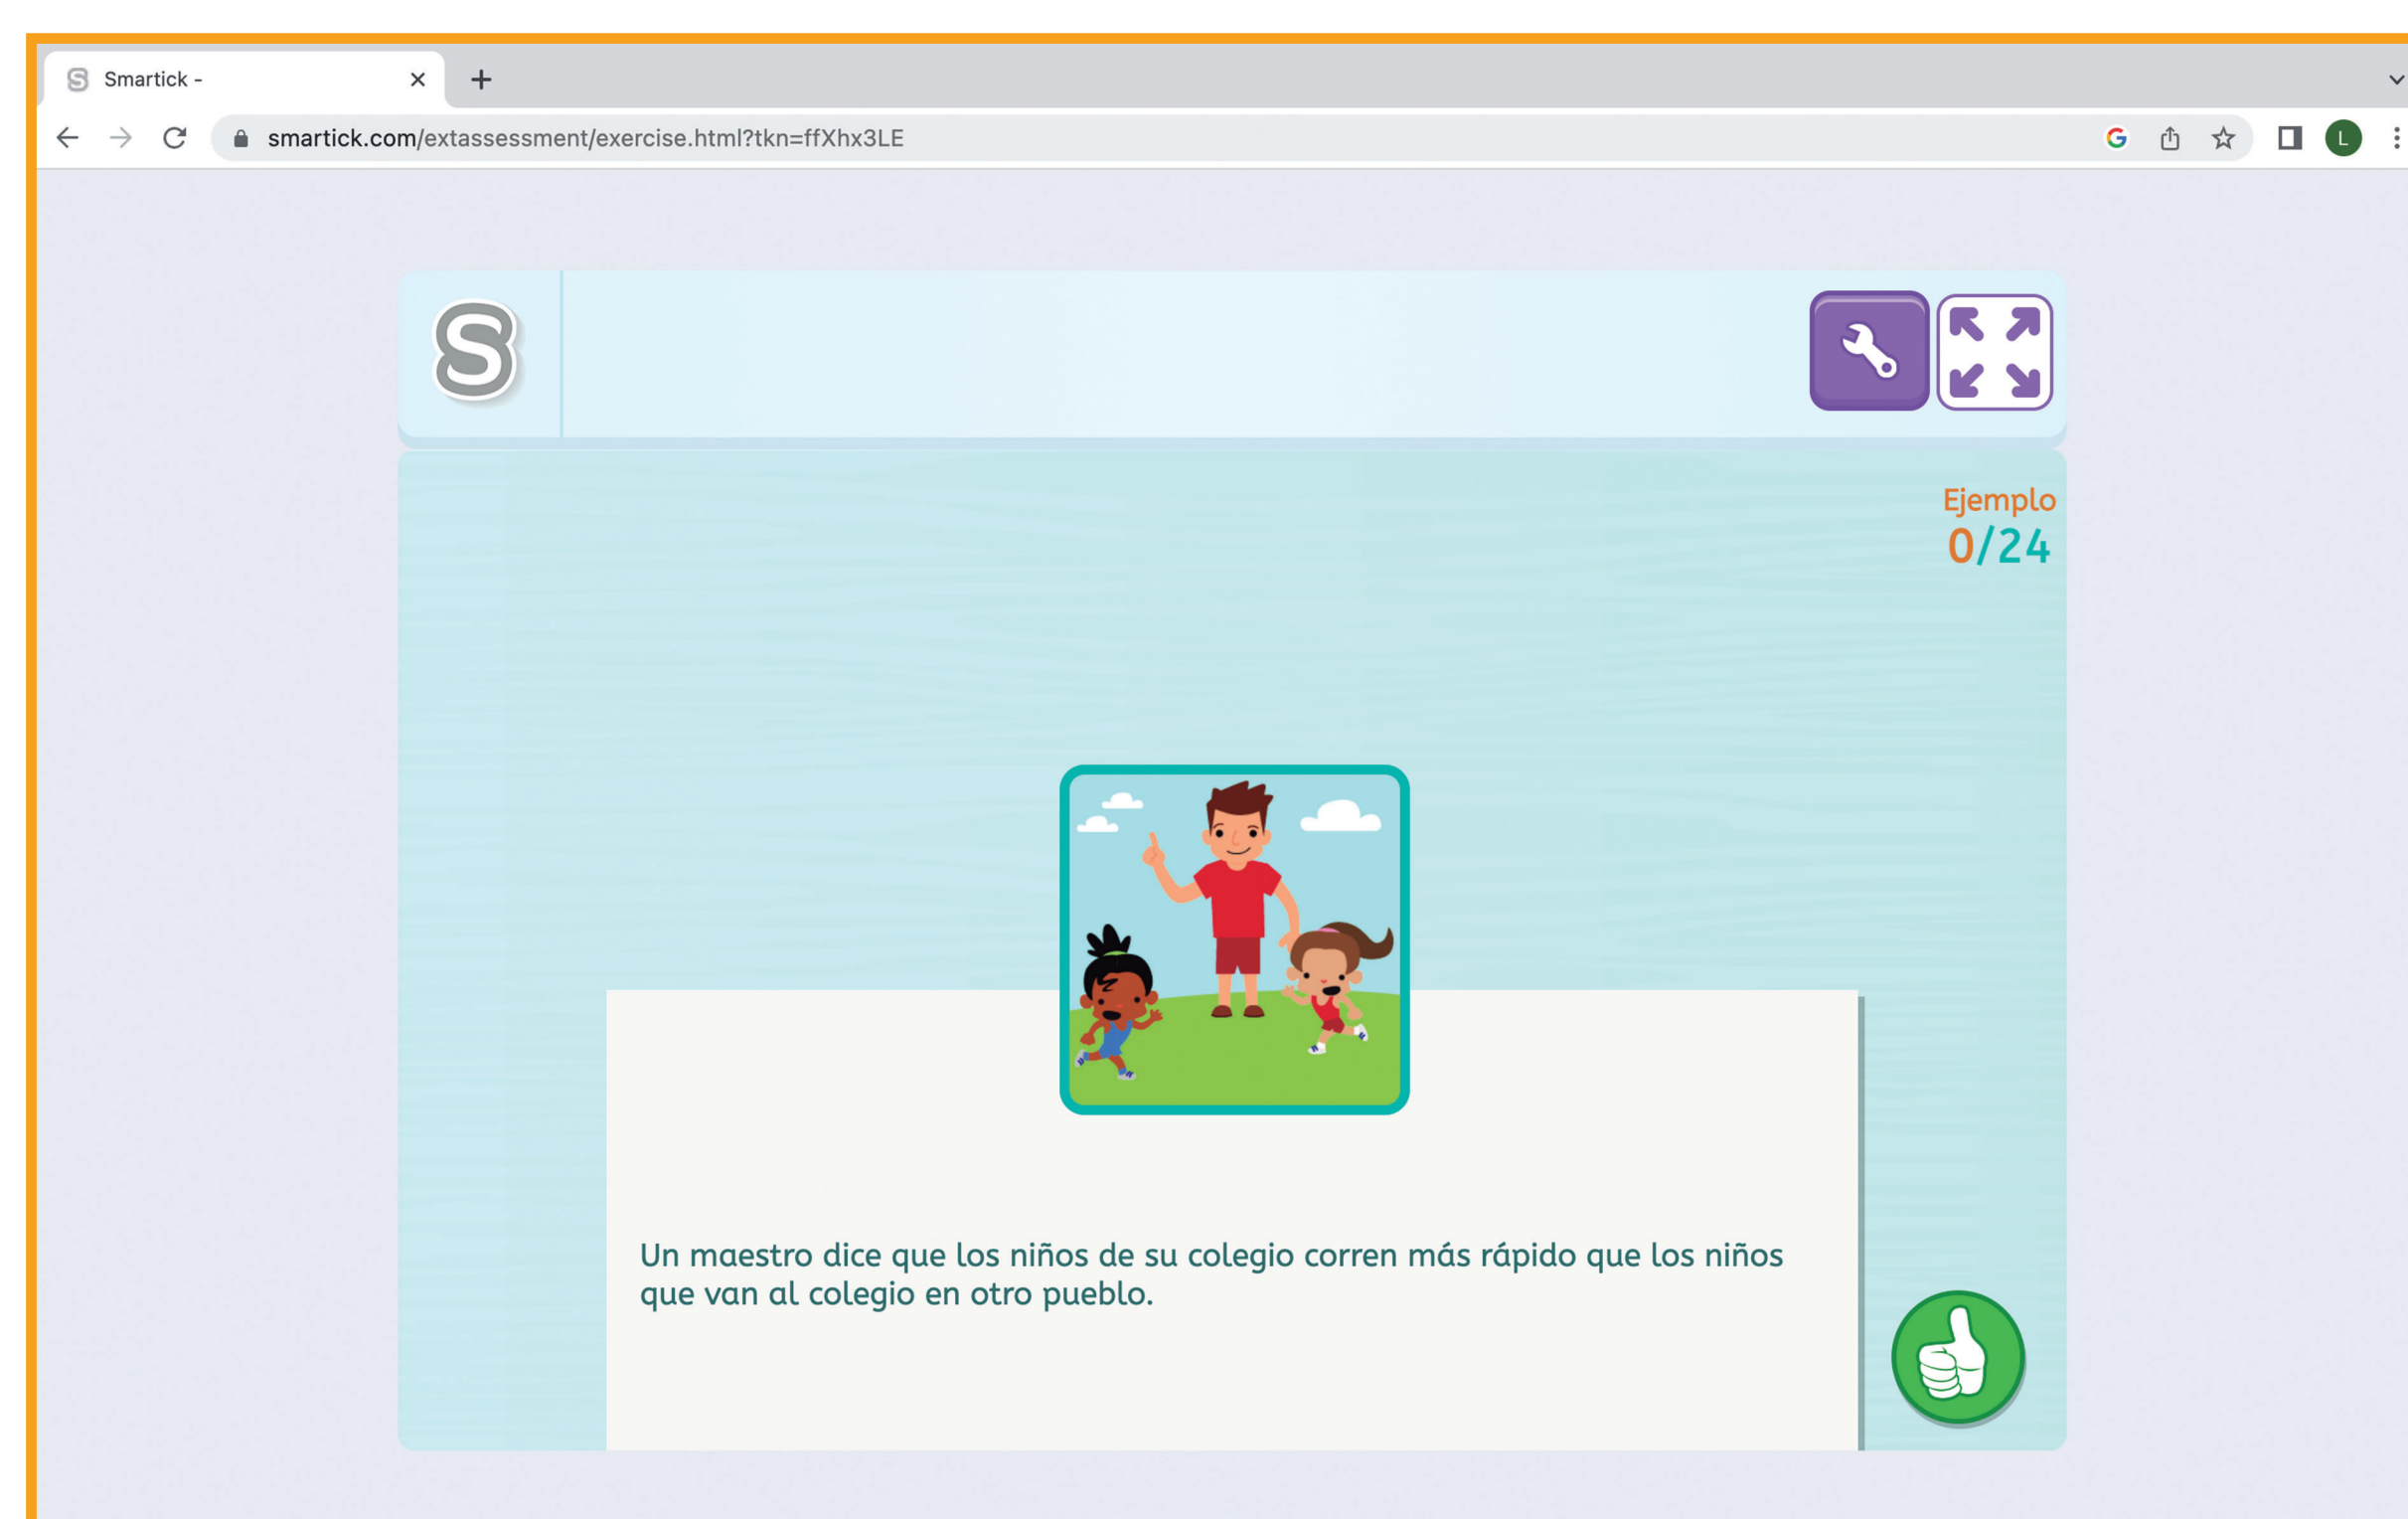 Smartick -
smartick.com/extassessment/exercise.html?tkn=ffXhx3LE
L
S
Ejemplo
0/24
Un maestro dice que los niños de su colegio corren más rápido que los niños
que van al colegio en otro pueblo.